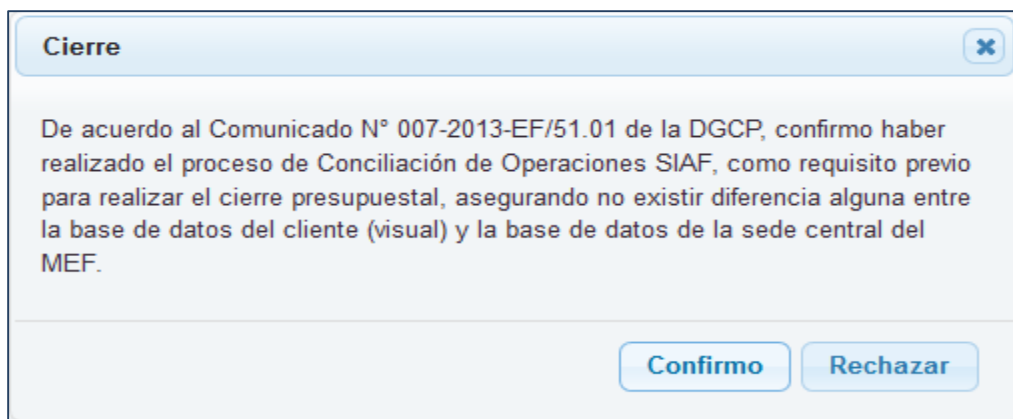 Cierre
De acuerdo al Comunicado N° 007-2013-EF/51.01 de la DGCP, confirmo haber
realizado el proceso de Conciliación de Operaciones SIAF, como requisito previo
para realizar el cierre presupuestal, asegurando no existir diferencia alguna entre
la base de datos del cliente (visual) y la base de datos de la sede central del
MEF.
Confirmo Rechazar